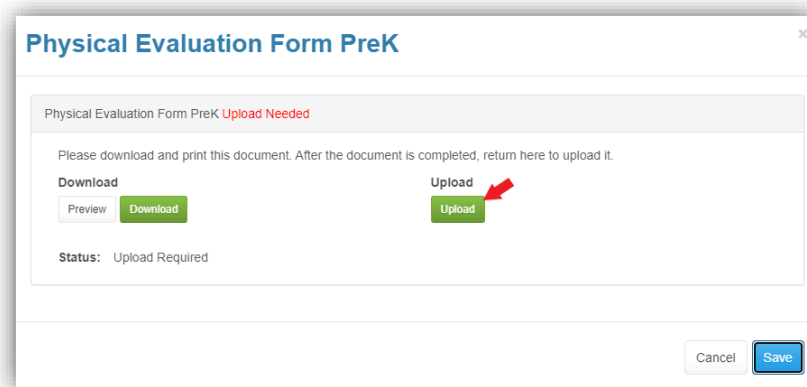 Physical Evaluation Form PreK
×
Physical Evaluation Form PreK Upload Needed
Please download and print this document. After the document is completed, return here to upload it.
Download Upload
Preview Download Upload
Status: Upload Required
Cancel Save